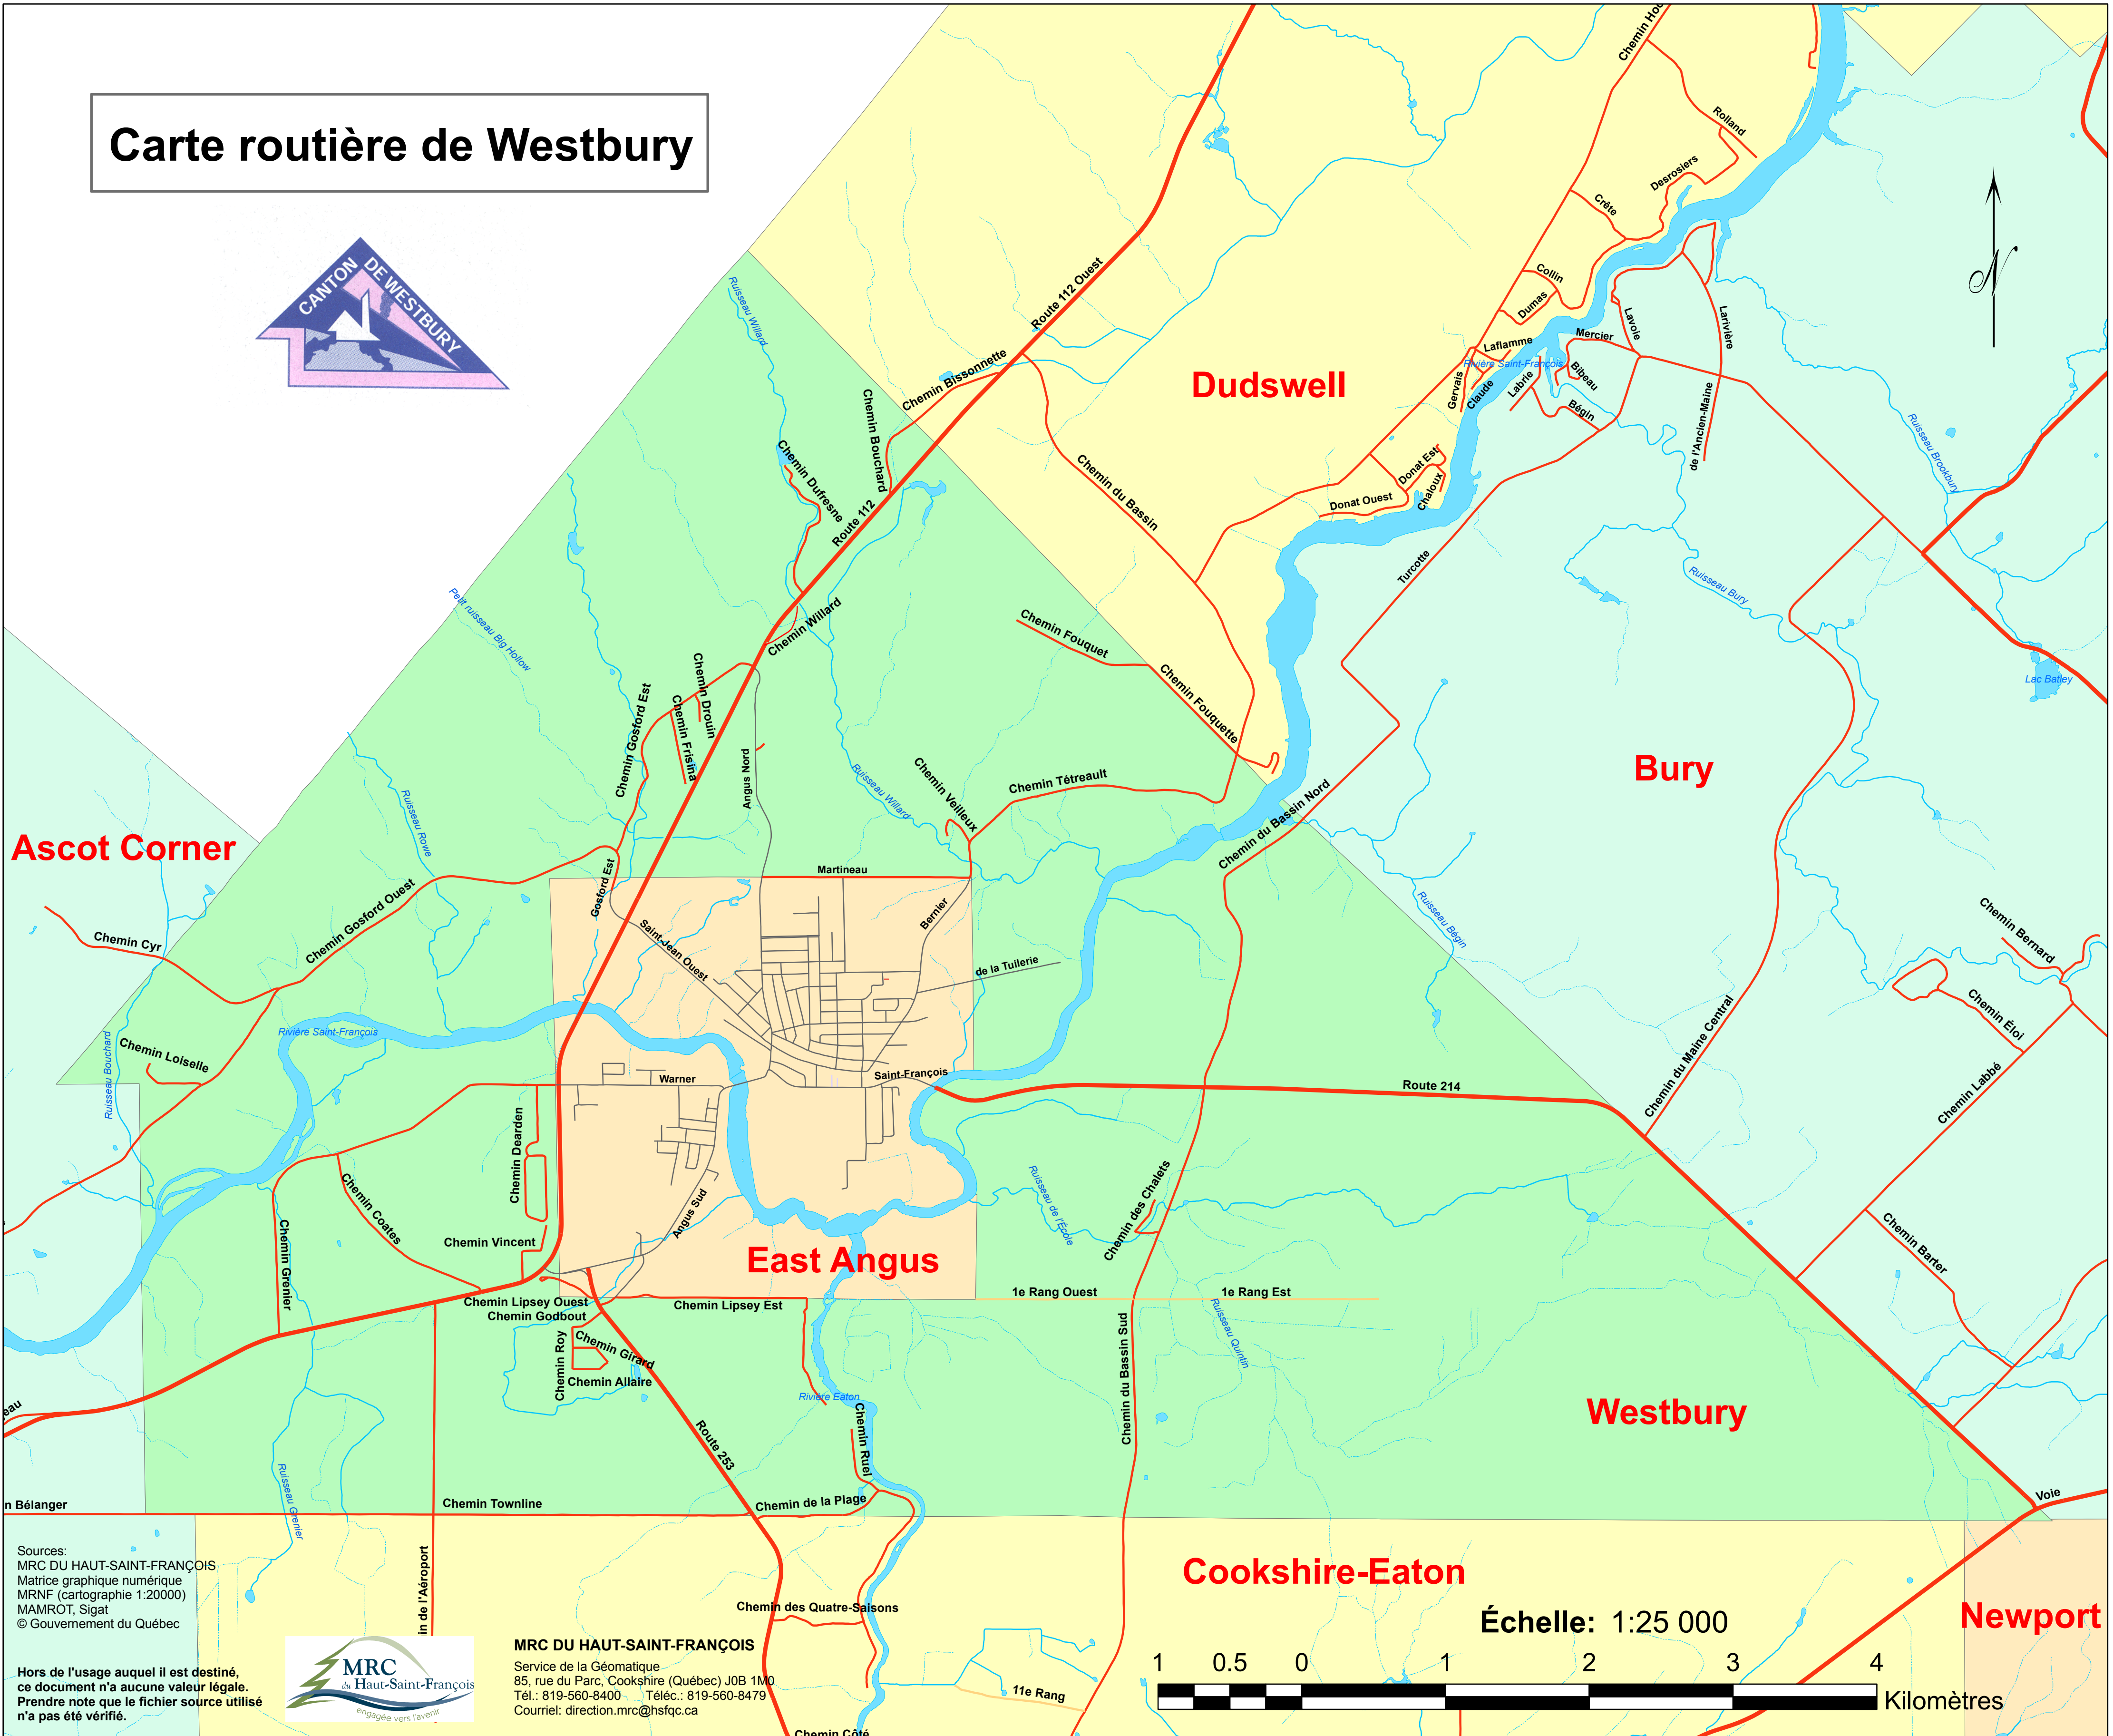 Carte routière de Westbury
CANTON DE WESTBURY
Chemin Hoo
Rolland
Desrosiers
Crête
Collin
Dumas
Laflamme
Rivière Saint-François
Gervais
Claude
Labrie
Mercier
Bibeau
Bégin
Lavoie
Larivière
de l'Ancien-Maine
Donat Est
Donat Ouest
Chaloux
Turcotte
N
Ruisseau Brookbury
Ruisseau Bury
Lac Batley
Dudswell
Route 112 Ouest
Chemin Bissonnette
Chemin Bouchard
Ruisseau Willard
Chemin Dufresne
Route 112
Chemin du Bassin
Chemin Willard
Chemin Fouquet
Chemin Fouquette
Petit ruisseau Big Hollow
Chemin Gosford Est
Chemin Drouin
Chemin Frisina
Angus Nord
Ruisseau Willard
Chemin Veilleux
Chemin Tétreault
Chemin du Bassin Nord
Bury
Ascot Corner
Ruisseau Rowe
Chemin Gosford Ouest
Gosford Est
Martineau
Bernier
Saint-Jean Ouest
de la Tuilerie
Chemin Cyr
Ruisseau Bégin
Chemin Bernard
Chemin Éloi
Chemin Labbé
Chemin du Maine Central
Rivière Saint-François
Ruisseau Bouchard
Chemin Loiselle
Warner
Saint-François
Route 214
Chemin Dearden
Chemin Coates
Chemin Grenier
Chemin Vincent
Angus Sud
East Angus
Ruisseau de l'École
Chemin des Chalets
Chemin Barter
1e Rang Ouest
1e Rang Est
Ruisseau Quintin
Chemin Lipsey Ouest
Chemin Godbout
Chemin Lipsey Est
Chemin Roy
Chemin Girard
Chemin Allaire
Chemin du Bassin Sud
Rivière Eaton
Chemin Ruel
Route 253
Westbury
eau
n Bélanger
Ruisseau Grenier
Chemin Townline
Chemin de la Plage
Voie
in de l'Aéroport
Chemin des Quatre-Saisons
Cookshire-Eaton
Newport
11e Rang
Chemin Côté
Sources:
MRC DU HAUT-SAINT-FRANÇOIS
Matrice graphique numérique
MRNF (cartographie 1:20000)
MAMROT, Sigat
© Gouvernement du Québec
Hors de l'usage auquel il est destiné,
ce document n'a aucune valeur légale.
Prendre note que le fichier source utilisé
n'a pas été vérifié.
MRC
du Haut-Saint-François
engagée vers l'avenir
MRC DU HAUT-SAINT-FRANÇOIS
Service de la Géomatique
85, rue du Parc, Cookshire (Québec) J0B 1M0
Tél.: 819-560-8400 Téléc.: 819-560-8479
Courriel: direction.mrc@hsfqc.ca
Échelle: 1:25 000
1 0.5 0 1 2 3 4
Kilomètres